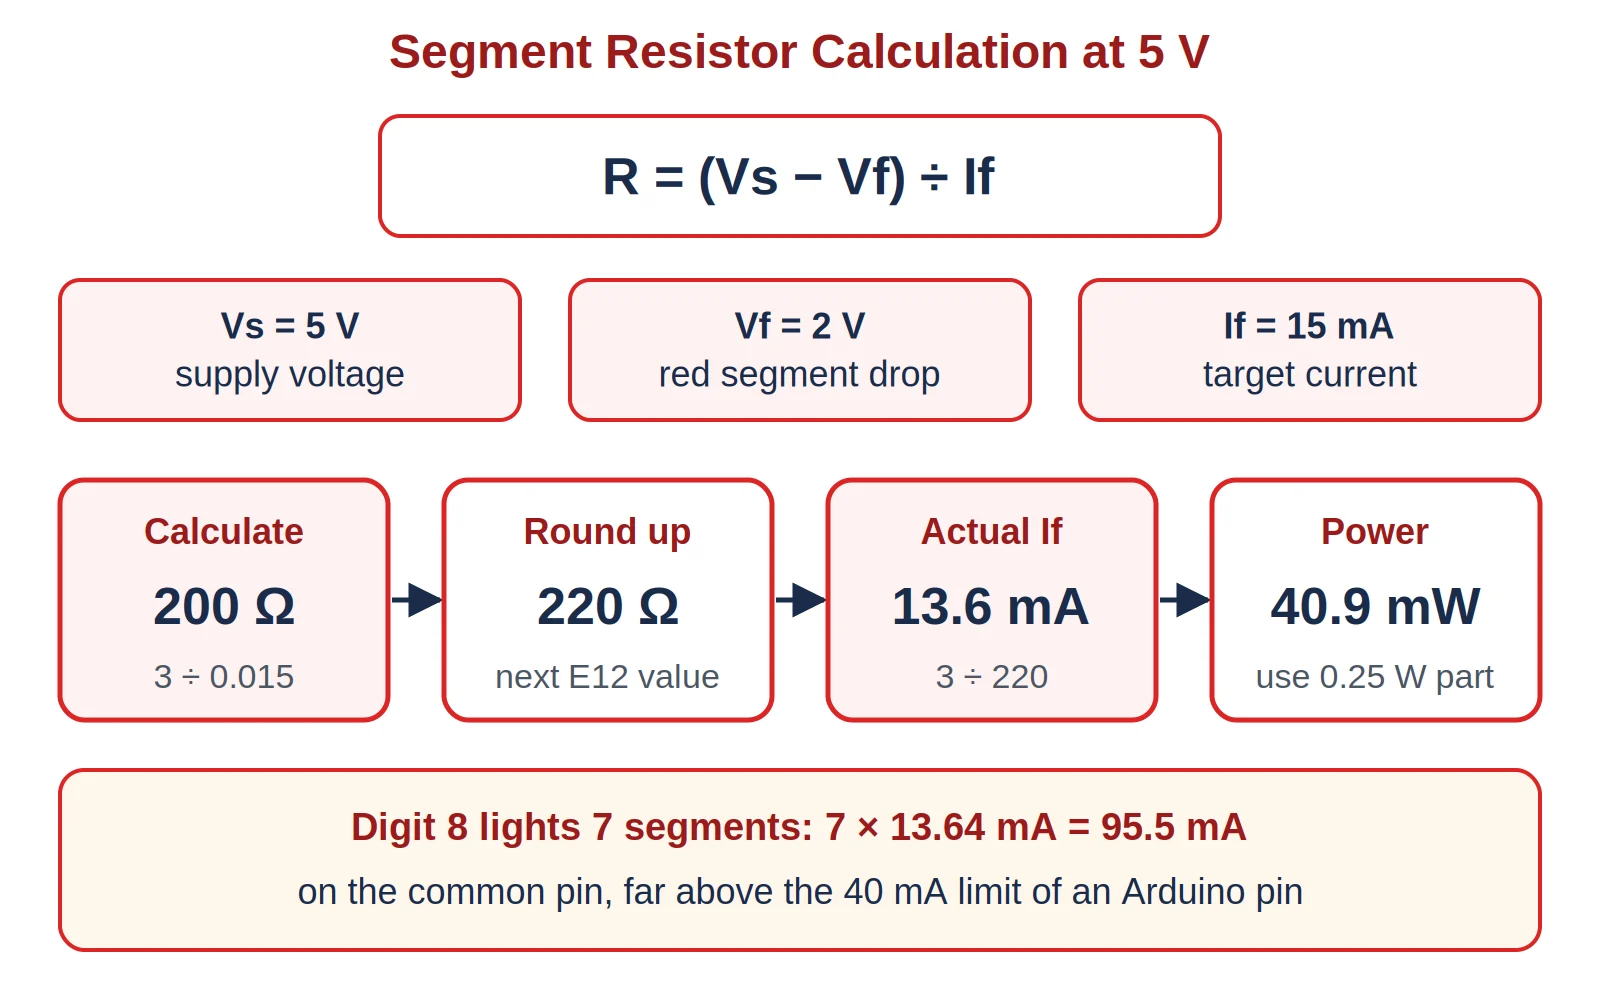 Segment Resistor Calculation at 5 V
R = (Vs − Vf) ÷ If
Vs = 5 V
supply voltage
Vf = 2 V
red segment drop
If = 15 mA
target current
Calculate
200 Ω
3 ÷ 0.015
Round up
220 Ω
next E12 value
Actual If
13.6 mA
3 ÷ 220
Power
40.9 mW
use 0.25 W part
Digit 8 lights 7 segments: 7 × 13.64 mA = 95.5 mA
on the common pin, far above the 40 mA limit of an Arduino pin